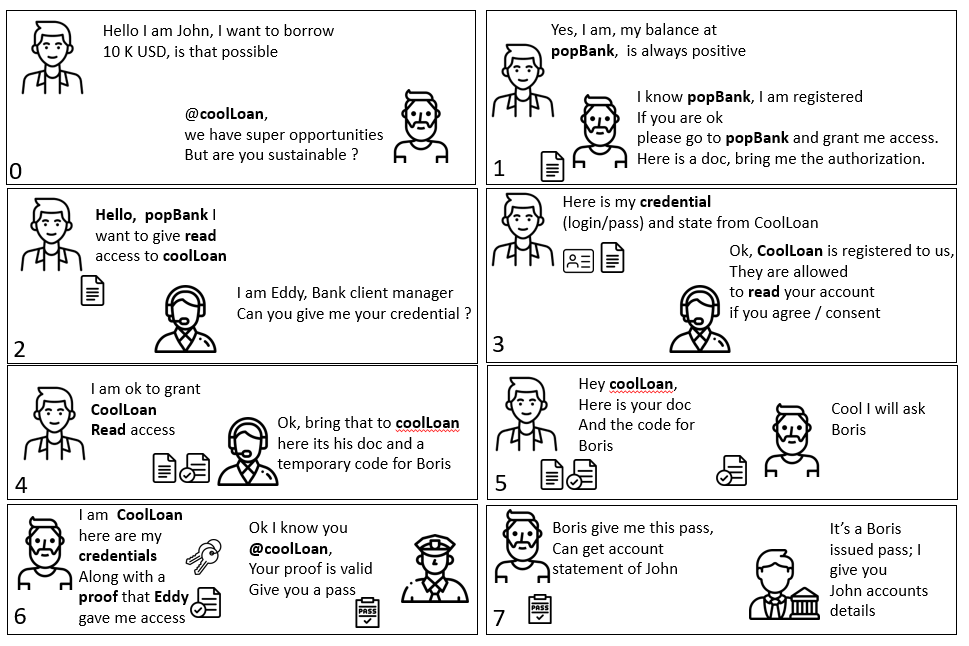 Hello I am John, I want to borrow
10 K USD, is that possible
@coolLoan,
we have super opportunities
But are you sustainable ?
0
Yes, I am, my balance at
popBank,  is always positive
I know popBank, I am registered
If you are ok
please go to popBank and grant me access.
Here is a doc, bring me the authorization.
1
Hello,  popBank I
want to give read
access to coolLoan
I am Eddy, Bank client manager
Can you give me your credential ?
2
Here is my credential
(login/pass) and state from CoolLoan
Ok, CoolLoan is registered to us,
They are allowed
to read your account
if you agree / consent
3
I am ok to grant
CoolLoan
Read access
Ok, bring that to coolLoan
here its his doc and a
temporary code for Boris
4
Hey coolLoan,
Here is your doc
And the code for
Boris
Cool I will ask
Boris
5
I am  CoolLoan
here are my
credentials
Along with a
proof that Eddy
gave me access
Ok I know you
@coolLoan,
Your proof is valid
Give you a pass
PASS
6
Boris give me this pass,
Can get account
statement of John
PASS
It's a Boris
issued pass; I
give you
John accounts
details
7